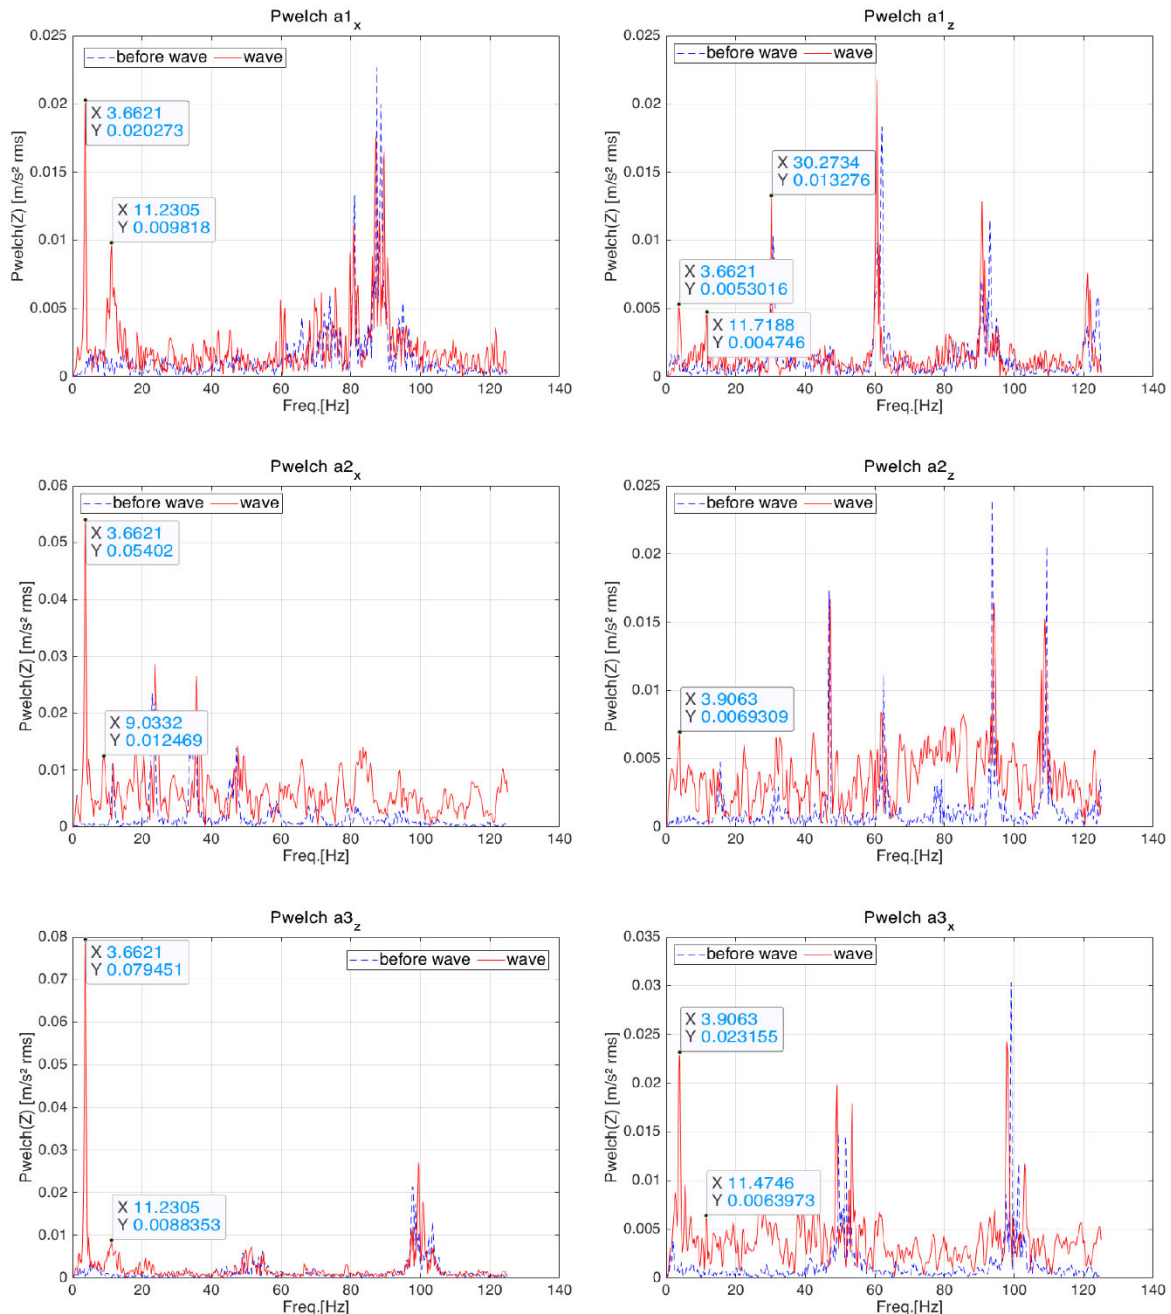 Pwelch a1x
Pwelch(Z) [m/s² rms]
0.025
0.02
0.015
0.01
0.005
0
before wave wave
X 3.6621
Y 0.020273
X 11.2305
Y 0.009818
0 20 40 60 80 100 120 140
Freq.[Hz]
Pwelch a1z
Pwelch(Z) [m/s² rms]
0.025
0.02
0.015
0.01
0.005
0
before wave wave
X 30.2734
Y 0.013276
X 3.6621
Y 0.0053016
X 11.7188
Y 0.004746
0 20 40 60 80 100 120 140
Freq.[Hz]
Pwelch a2x
Pwelch(Z) [m/s² rms]
0.06
0.05
0.04
0.03
0.02
0.01
0
before wave wave
X 3.6621
Y 0.05402
X 9.0332
Y 0.012469
0 20 40 60 80 100 120 140
Freq.[Hz]
Pwelch a2z
Pwelch(Z) [m/s² rms]
0.025
0.02
0.015
0.01
0.005
0
before wave wave
X 3.9063
Y 0.0069309
0 20 40 60 80 100 120 140
Freq.[Hz]
Pwelch a3z
Pwelch(Z) [m/s² rms]
0.08
0.07
0.06
0.05
0.04
0.03
0.02
0.01
0
before wave wave
X 3.6621
Y 0.079451
X 11.2305
Y 0.0088353
0 20 40 60 80 100 120 140
Freq.[Hz]
Pwelch a3x
Pwelch(Z) [m/s² rms]
0.035
0.03
0.025
0.02
0.015
0.01
0.005
0
before wave wave
X 3.9063
Y 0.023155
X 11.4746
Y 0.0063973
0 20 40 60 80 100 120 140
Freq.[Hz]